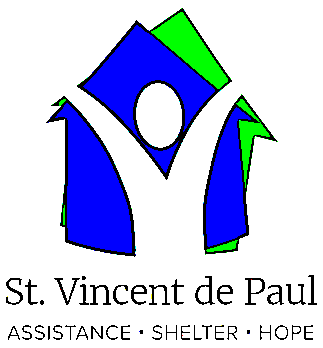 St. Vincent de Paul
ASSISTANCE • SHELTER • HOPE